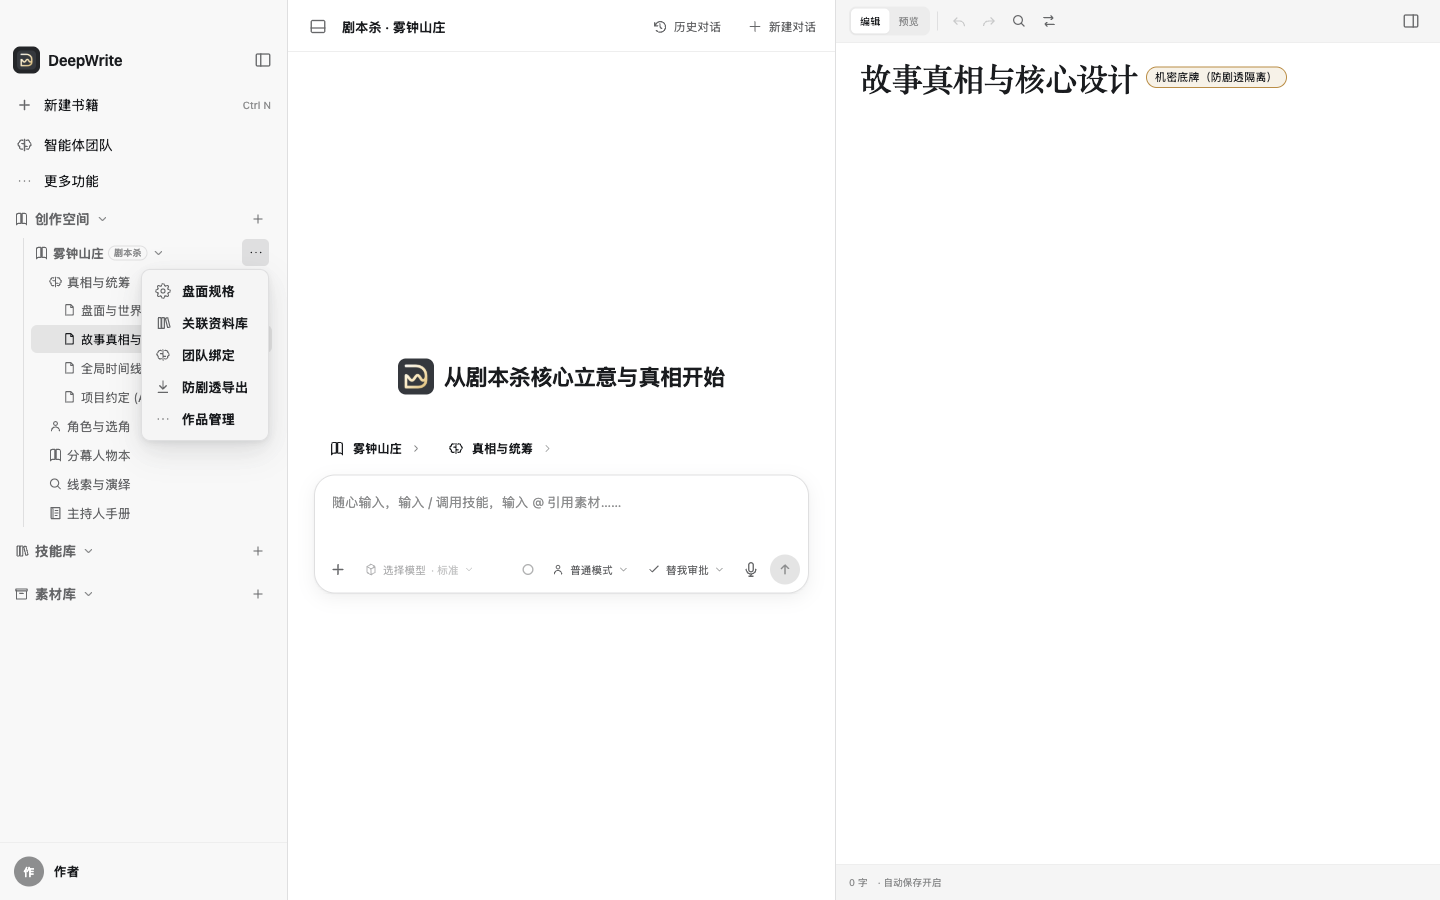 DeepWrite
新建书籍 Ctrl N
智能体团队
更多功能
创作空间
雾钟山庄 剧本杀
真相与统筹
盘面与世界
故事真相与
全局时间线
项目约定 (A
角色与选角
分幕人物本
线索与演绎
主持人手册
盘面规格
关联资料库
团队绑定
防剧透导出
作品管理
技能库
素材库
作 作者
剧本杀 · 雾钟山庄
历史对话
新建对话
从剧本杀核心立意与真相开始
雾钟山庄
真相与统筹
随心输入，输入 / 调用技能，输入 @ 引用素材……
选择模型 · 标准
普通模式
替我审批
编辑 预览
故事真相与核心设计 机密底牌（防剧透隔离）
0 字 · 自动保存开启